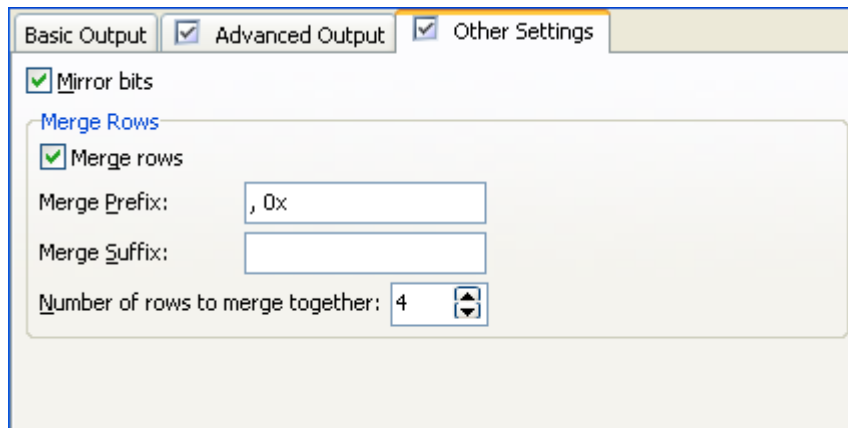 Basic Output Advanced Output Other Settings
Mirror bits
Merge Rows
Merge rows
Merge Prefix: , 0x
Merge Suffix:
Number of rows to merge together: 4